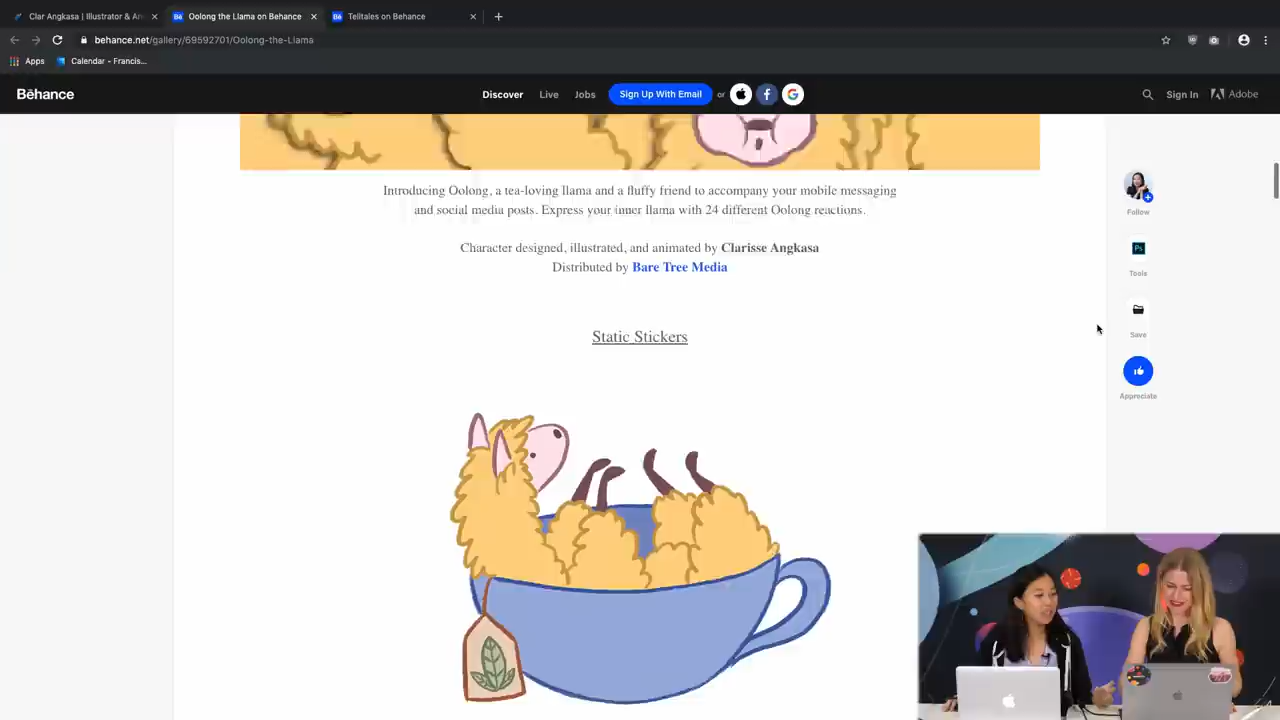 Clar Angkasa | Illustrator & An
Oolong the Llama on Behance
Telltales on Behance
behance.net/gallery/69592701/Oolong-the-Llama
Apps
Calendar - Francis...
Bēhance
Discover
Live
Jobs
Sign Up With Email
or
Sign In
Adobe
Introducing Oolong, a tea-loving llama and a fluffy friend to accompany your mobile messaging
and social media posts. Express your inner llama with 24 different Oolong reactions.
Character designed, illustrated, and animated by Clarisse Angkasa
Distributed by Bare Tree Media
Static Stickers
Follow
Ps
Tools
Save
Appreciate